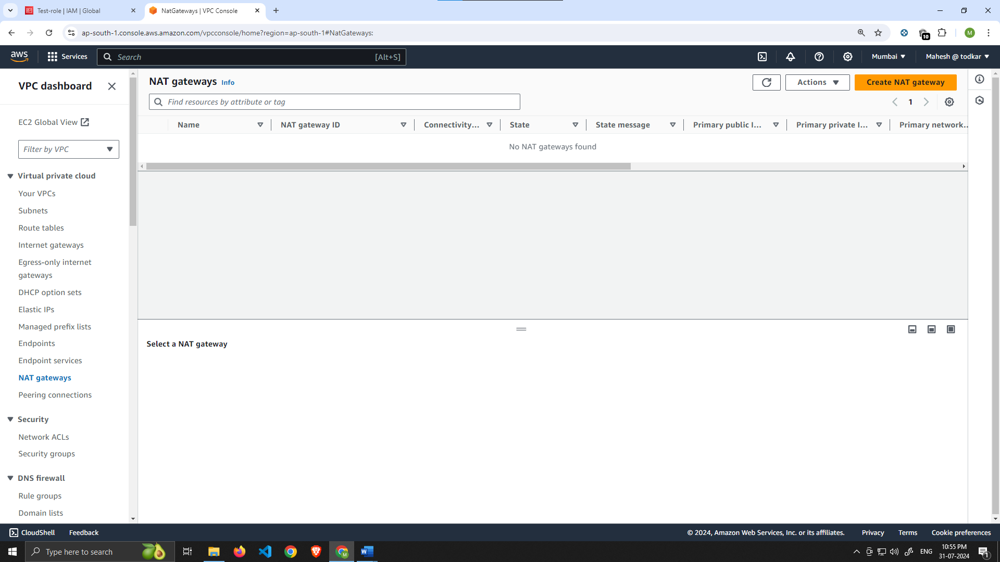 Test-role | IAM | Global
NatGateways | VPC Console
ap-south-1.console.aws.amazon.com/vpcconsole/home?region=ap-south-1#NatGateways:
10
M
aws
Services
Search
[Alt+S]
Mumbai
Mahesh @ todkar
VPC dashboard
EC2 Global View
Filter by VPC
Virtual private cloud
Your VPCs
Subnets
Route tables
Internet gateways
Egress-only internet
gateways
DHCP option sets
Elastic IPs
Managed prefix lists
Endpoints
Endpoint services
NAT gateways
Peering connections
Security
Network ACLs
Security groups
DNS firewall
Rule groups
Domain lists
NAT gateways Info
Actions
Create NAT gateway
Find resources by attribute or tag
1
Name
NAT gateway ID
Connectivity...
State
State message
Primary public I...
Primary private I...
Primary network...
No NAT gateways found
Select a NAT gateway
CloudShell
Feedback
© 2024, Amazon Web Services, Inc. or its affiliates.
Privacy
Terms
Cookie preferences
Type here to search
M
W
ENG
10:55 PM
31-07-2024
1